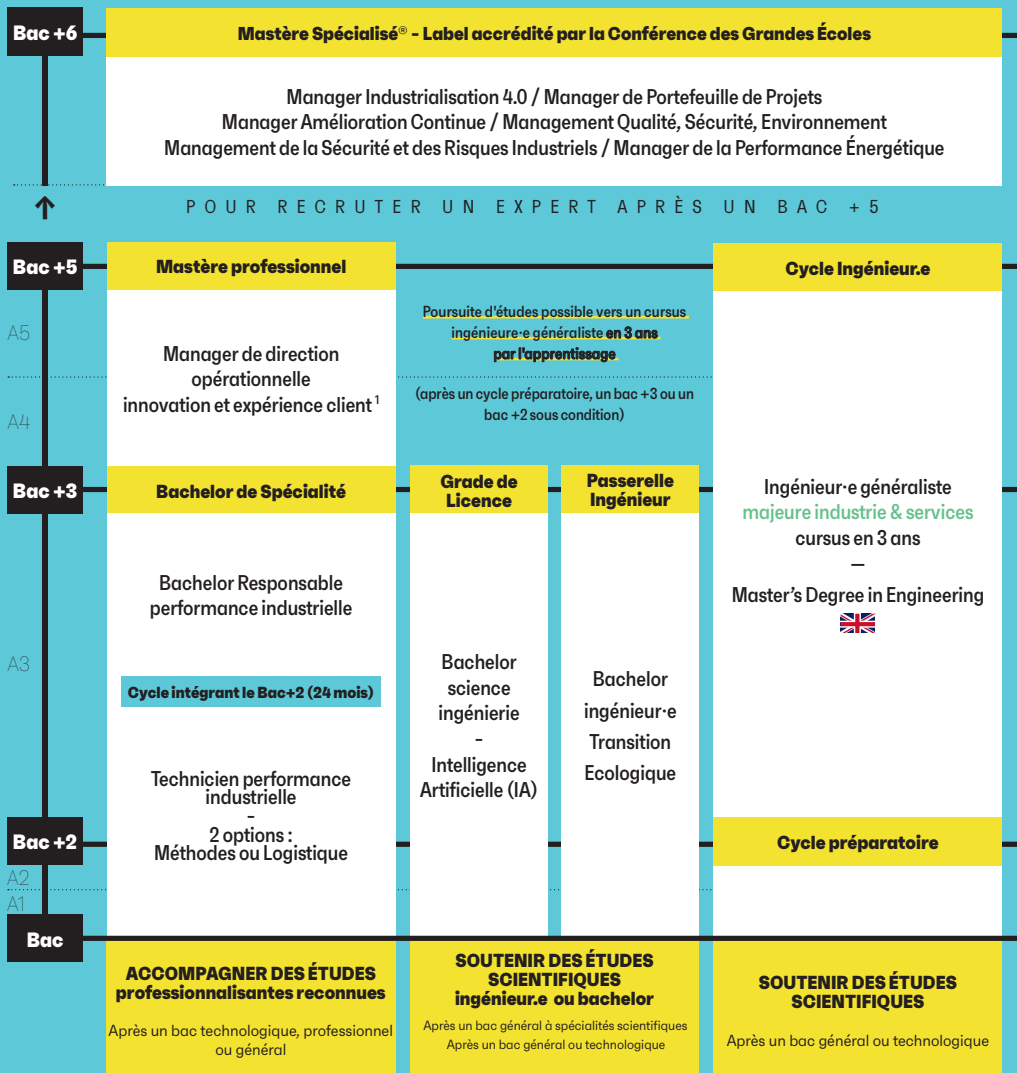 Bac +6
Mastère Spécialisé® - Label accrédité par la Conférence des Grandes Écoles
Manager Industrialisation 4.0 / Manager de Portefeuille de Projets
Manager Amélioration Continue / Management Qualité, Sécurité, Environnement
Management de la Sécurité et des Risques Industriels / Manager de la Performance Énergétique
↑
POUR RECRUTER UN EXPERT APRÈS UN BAC +5
Bac +5
A5
A4
Mastère professionnel
Manager de direction
opérationnelle
innovation et expérience client 1
Poursuite d'études possible vers un cursus
ingénieure·e généraliste en 3 ans
par l'apprentissage
(après un cycle préparatoire, un bac +3 ou un
bac +2 sous condition)
Cycle Ingénieur.e
Ingénieur·e généraliste
majeure industrie & services
cursus en 3 ans
—
Master's Degree in Engineering
Bac +3
A3
Bachelor de Spécialité
Bachelor Responsable
performance industrielle
Cycle intégrant le Bac+2 (24 mois)
Technicien performance
industrielle
-
2 options :
Méthodes ou Logistique
Grade de
Licence
Bachelor
science
ingénierie
-
Intelligence
Artificielle (IA)
Passerelle
Ingénieur
Bachelor
ingénieur·e
Transition
Ecologique
Bac +2
A2
A1
Cycle préparatoire
Bac
ACCOMPAGNER DES ÉTUDES
professionnalisantes reconnues
Après un bac technologique, professionnel
ou général
SOUTENIR DES ÉTUDES
SCIENTIFIQUES
ingénieur.e ou bachelor
Après un bac général à spécialités scientifiques
Après un bac général ou technologique
SOUTENIR DES ÉTUDES
SCIENTIFIQUES
Après un bac général ou technologique